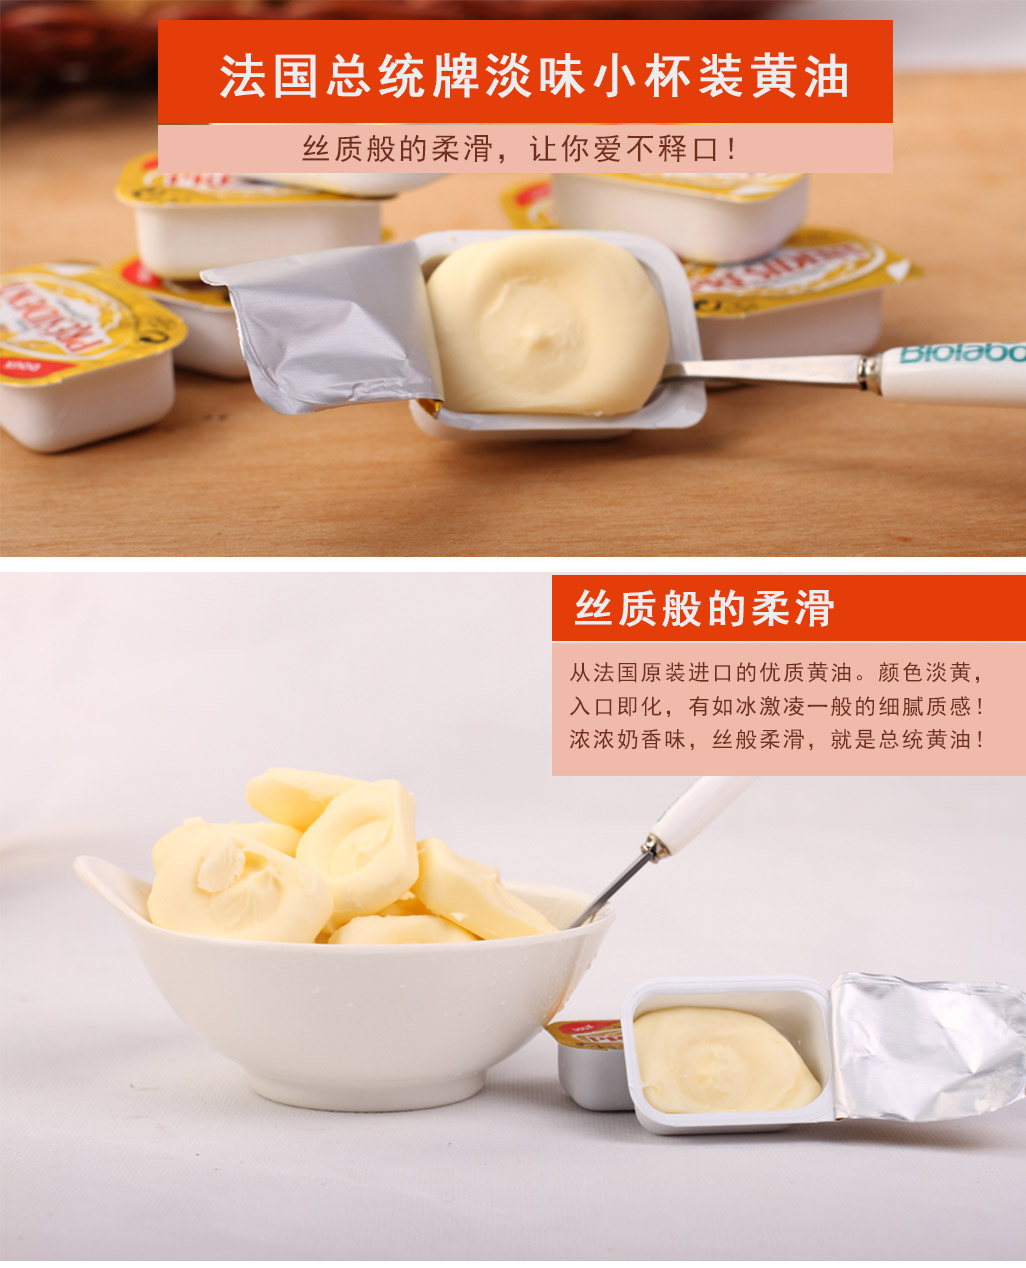 法国总统牌淡味小杯装黄油
丝质般的柔滑，让你爱不释口！
PRÉSIDENT
PRÉSIDENT
DOUX
Biolabo
丝质般的柔滑
从法国原装进口的优质黄油。颜色淡黄，
入口即化，有如冰激凌一般的细腻质感！
浓浓奶香味，丝般柔滑，就是总统黄油！